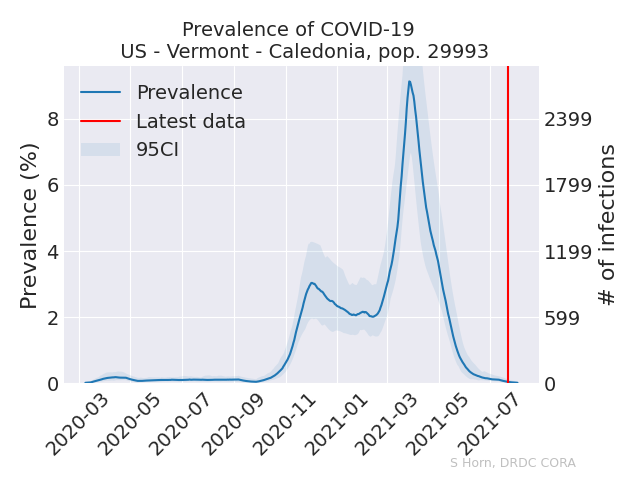 Prevalence of COVID-19
US - Vermont - Caledonia, pop. 29993
Prevalence
Latest data
95CI
Prevalence (%)
8
6
4
2
0
2399
1799
1199
599
0
# of infections
2020-03
2020-05
2020-07
2020-09
2020-11
2021-01
2021-03
2021-05
2021-07
S Horn, DRDC CORA